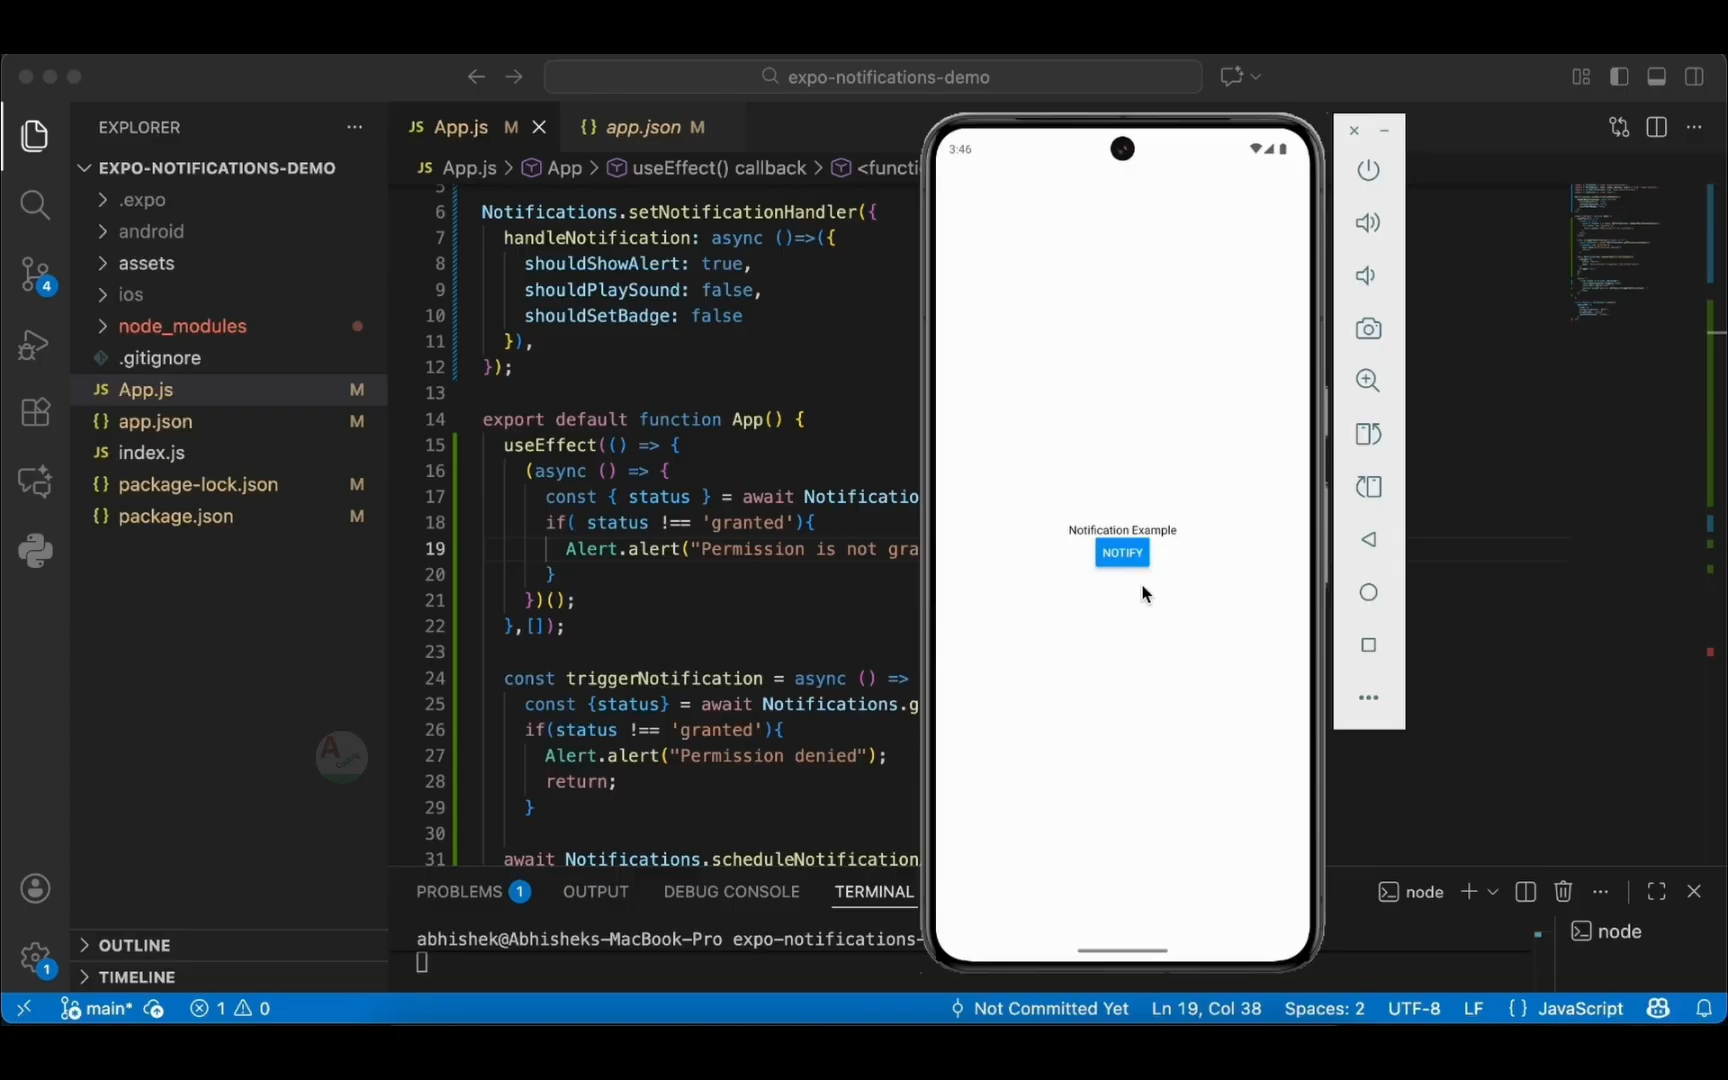 expo-notifications-demo
EXPLORER
EXPO-NOTIFICATIONS-DEMO
.expo
android
assets
ios
node_modules
.gitignore
JS App.js M
{} app.json M
JS index.js
{} package-lock.json M
{} package.json M
OUTLINE
TIMELINE
4
1
JS App.js M
{} app.json M
JS App.js > App > useEffect() callback > <functi
5
6 Notifications.setNotificationHandler({
7 handleNotification: async ()=>({
8 shouldShowAlert: true,
9 shouldPlaySound: false,
10 shouldSetBadge: false
11 }),
12 });
13
14 export default function App() {
15 useEffect(() => {
16 (async () => {
17 const { status } = await Notificatio
18 if( status !== 'granted'){
19 Alert.alert("Permission is not gra
20 }
21 })();
22 },[]);
23
24 const triggerNotification = async () =>
25 const {status} = await Notifications.g
26 if(status !== 'granted'){
27 Alert.alert("Permission denied");
28 return;
29 }
30
31 await Notifications.scheduleNotification
PROBLEMS 1 OUTPUT DEBUG CONSOLE TERMINAL
node
abhishek@Abhisheks-MacBook-Pro expo-notifications-
node
3:46
Notification Example
NOTIFY
main* 1 0
Not Committed Yet Ln 19, Col 38 Spaces: 2 UTF-8 LF {} JavaScript